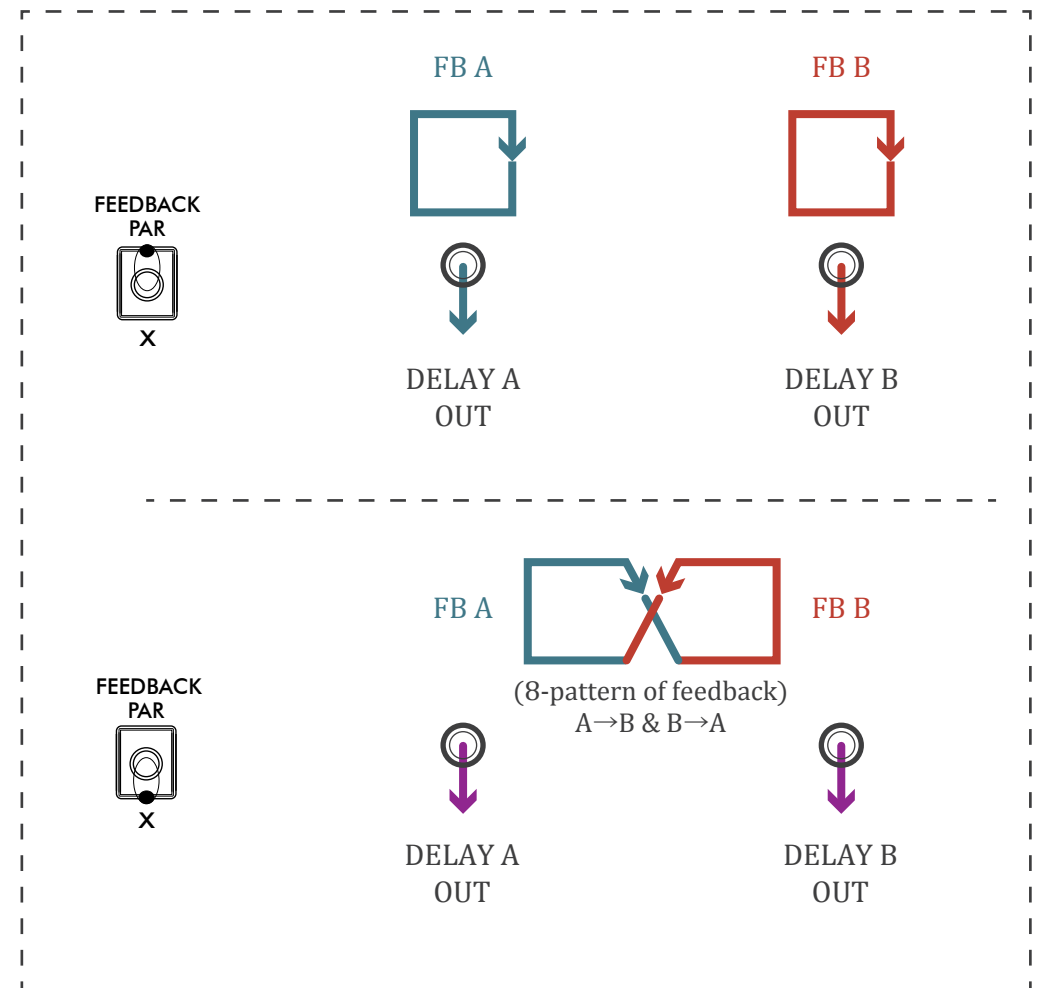 FB A
FB B
FEEDBACK
PAR
X
DELAY A
OUT
DELAY B
OUT
FB A
FB B
(8-pattern of feedback)
A→B & B→A
FEEDBACK
PAR
X
DELAY A
OUT
DELAY B
OUT